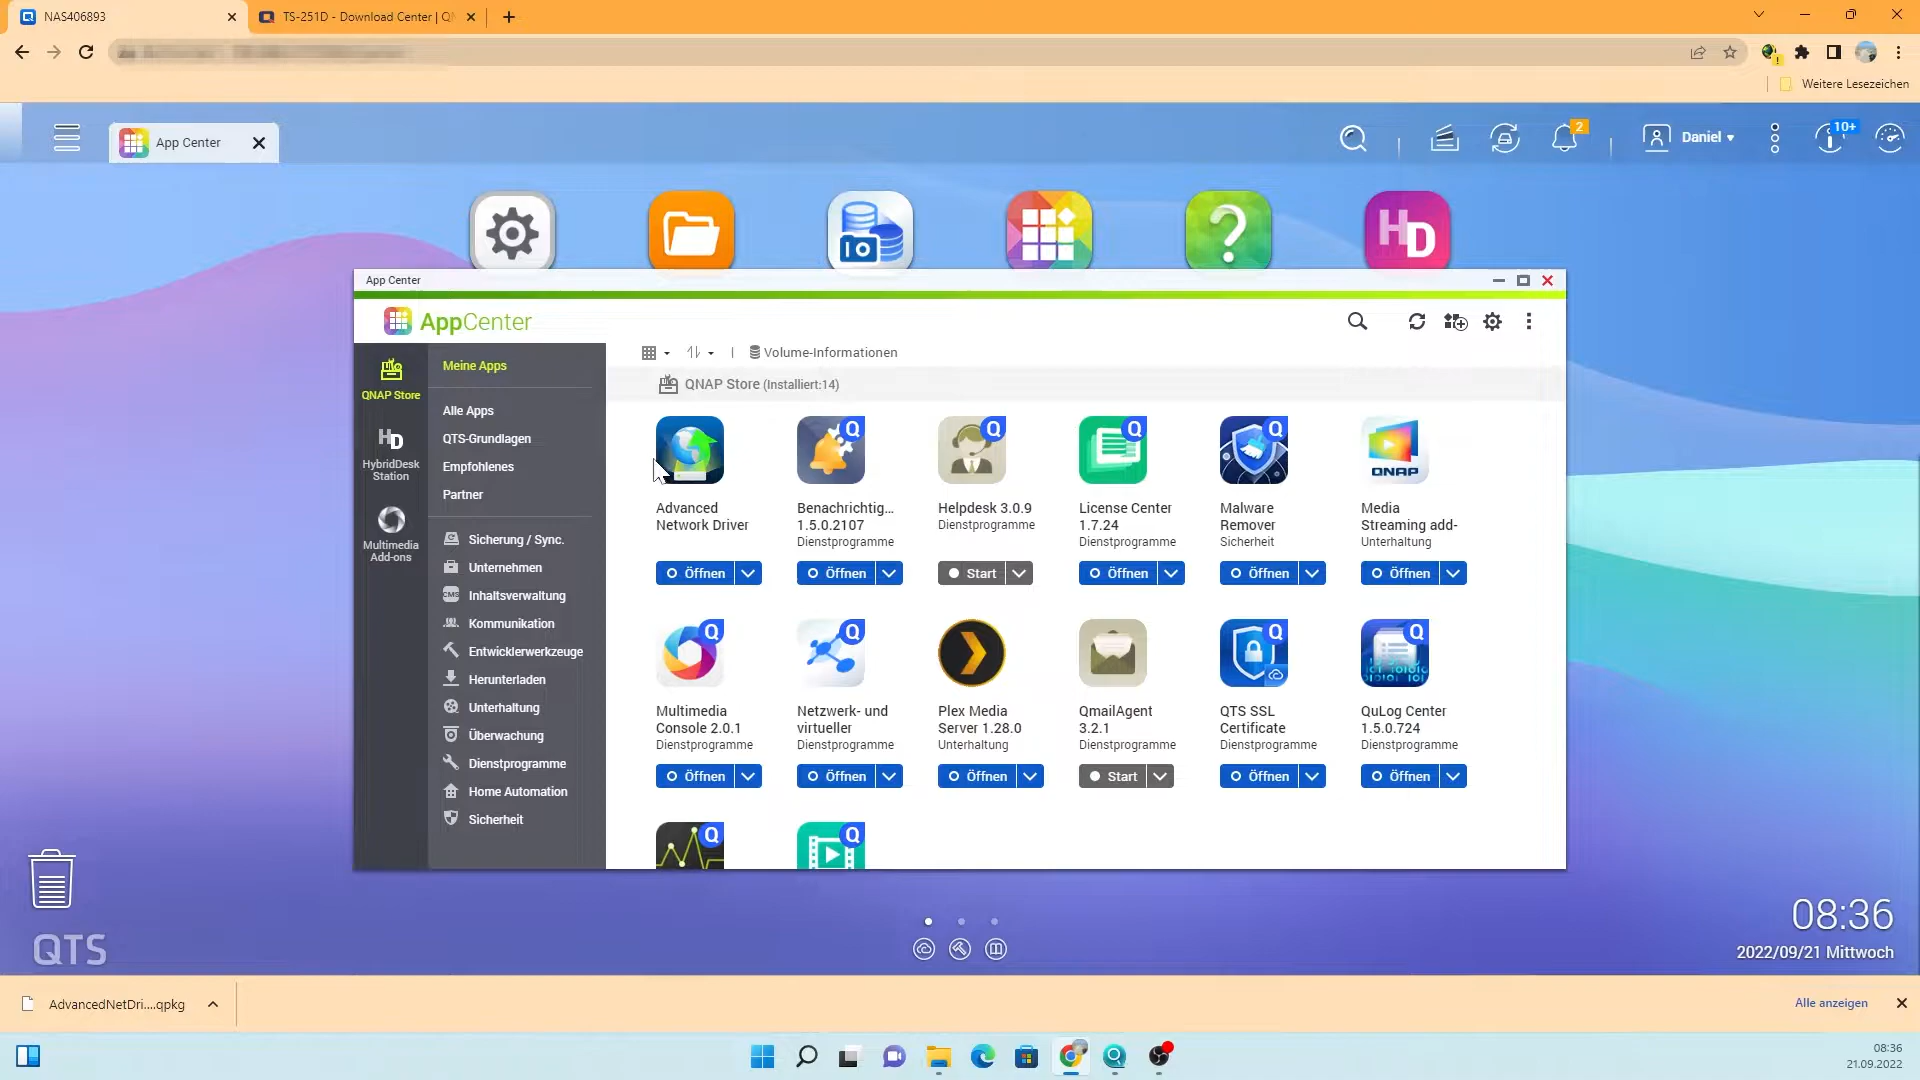 NAS406893
TS-251D - Download Center | QN
Weitere Lesezeichen
App Center
2
Daniel
10+
HD
App Center
AppCenter
QNAP Store
HD
HybridDesk
Station
Multimedia
Add-ons
Meine Apps
Alle Apps
QTS-Grundlagen
Empfohlenes
Partner
Sicherung / Sync.
Unternehmen
CMS
Inhaltsverwaltung
Kommunikation
Entwicklerwerkzeuge
Herunterladen
Unterhaltung
Überwachung
Dienstprogramme
Home Automation
Sicherheit
| Volume-Informationen
QNAP Store (Installiert:14)
Q Q Q Q QNAP
Advanced
Network Driver
Öffnen
Benachrichtig...
1.5.0.2107
Dienstprogramme
Öffnen
Helpdesk 3.0.9
Dienstprogramme
Start
License Center
1.7.24
Dienstprogramme
Öffnen
Malware
Remover
Sicherheit
Öffnen
Media
Streaming add-
Unterhaltung
Öffnen
Q Q Q Q
Multimedia
Console 2.0.1
Dienstprogramme
Öffnen
Netzwerk- und
virtueller
Dienstprogramme
Öffnen
Plex Media
Server 1.28.0
Unterhaltung
Öffnen
QmailAgent
3.2.1
Dienstprogramme
Start
QTS SSL
Certificate
Dienstprogramme
Öffnen
QuLog Center
1.5.0.724
Dienstprogramme
Öffnen
Q Q
QTS
08:36
2022/09/21 Mittwoch
AdvancedNetDri....qpkg
Alle anzeigen
08:36
21.09.2022